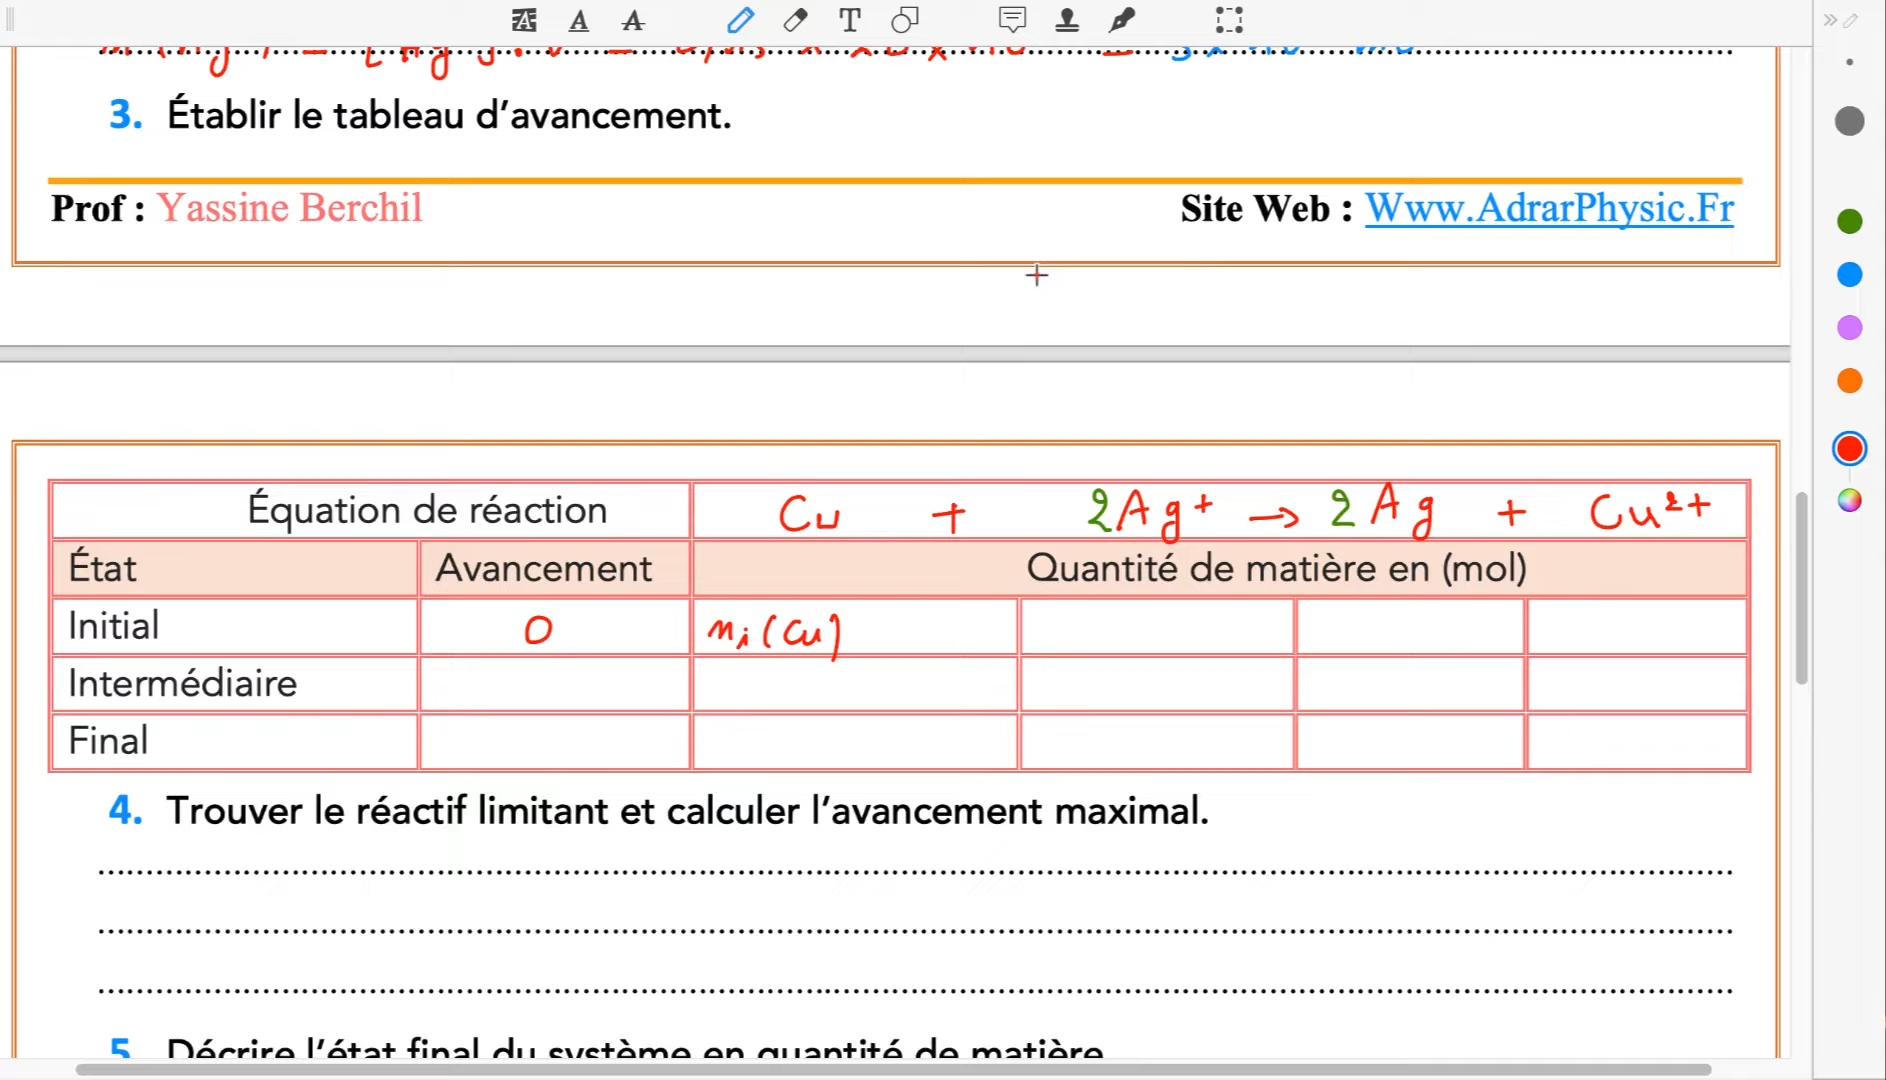 3. Établir le tableau d’avancement.
Prof : Yassine Berchil
Site Web : Www.AdrarPhysic.Fr
Équation de réaction Cu + 2Ag⁺ → 2Ag + Cu²⁺
État Avancement Quantité de matière en (mol)
Initial 0 nᵢ(Cu)
Intermédiaire
Final
4. Trouver le réactif limitant et calculer l’avancement maximal.
5. Décrire l’état final du système en quantité de matière